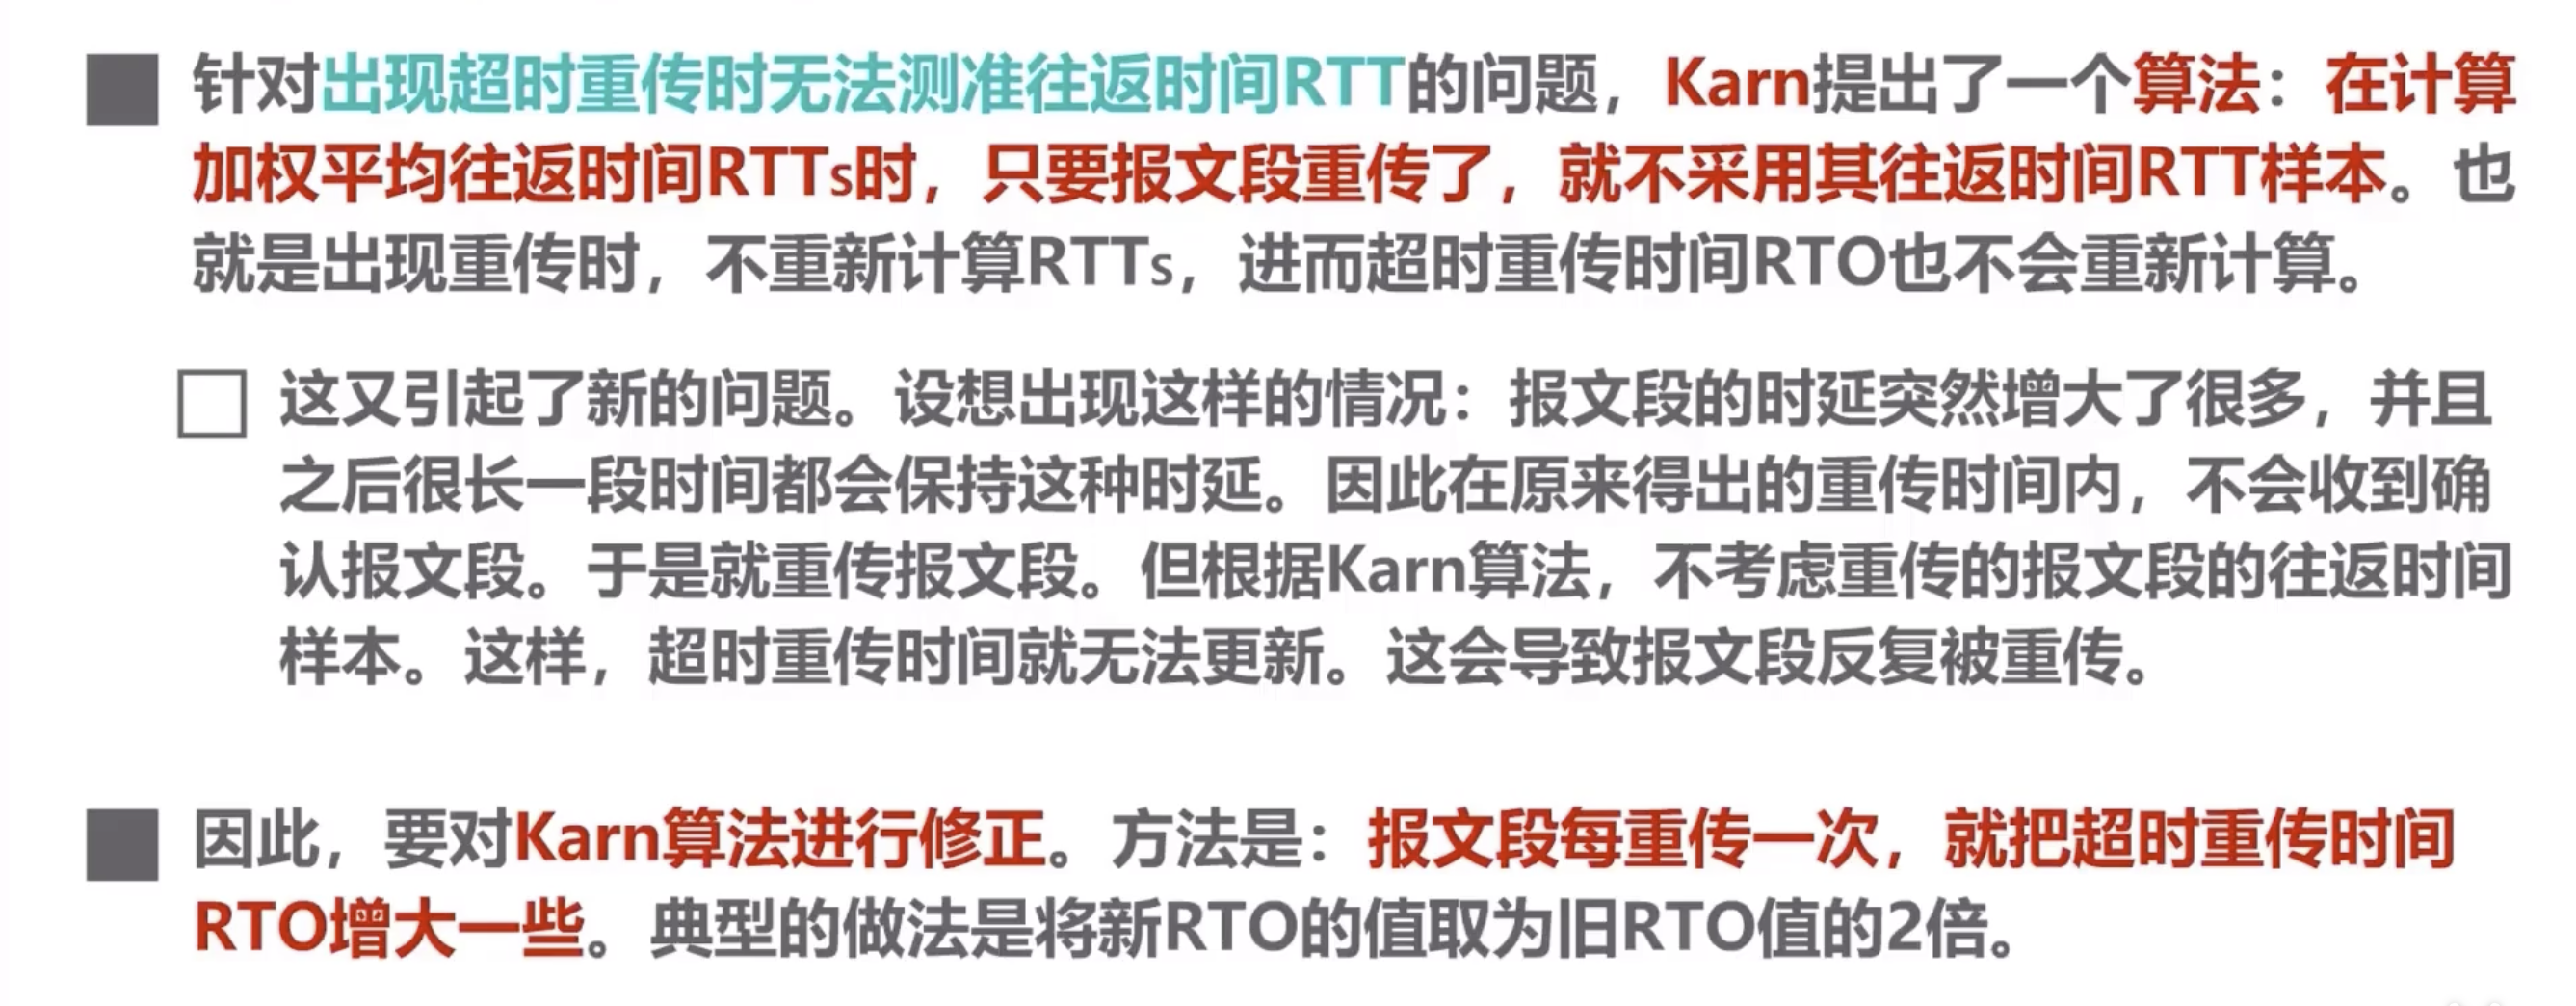 针对出现超时重传时无法测准往返时间RTT的问题，Karn提出了一个算法：在计算
加权平均往返时间RTTs时，只要报文段重传了，就不采用其往返时间RTT样本。也
就是出现重传时，不重新计算RTTs，进而超时重传时间RTO也不会重新计算。
这又引起了新的问题。设想出现这样的情况：报文段的时延突然增大了很多，并且
之后很长一段时间都会保持这种时延。因此在原来得出的重传时间内，不会收到确
认报文段。于是就重传报文段。但根据Karn算法，不考虑重传的报文段的往返时间
样本。这样，超时重传时间就无法更新。这会导致报文段反复被重传。
因此，要对Karn算法进行修正。方法是：报文段每重传一次，就把超时重传时间
RTO增大一些。典型的做法是将新RTO的值取为旧RTO值的2倍。